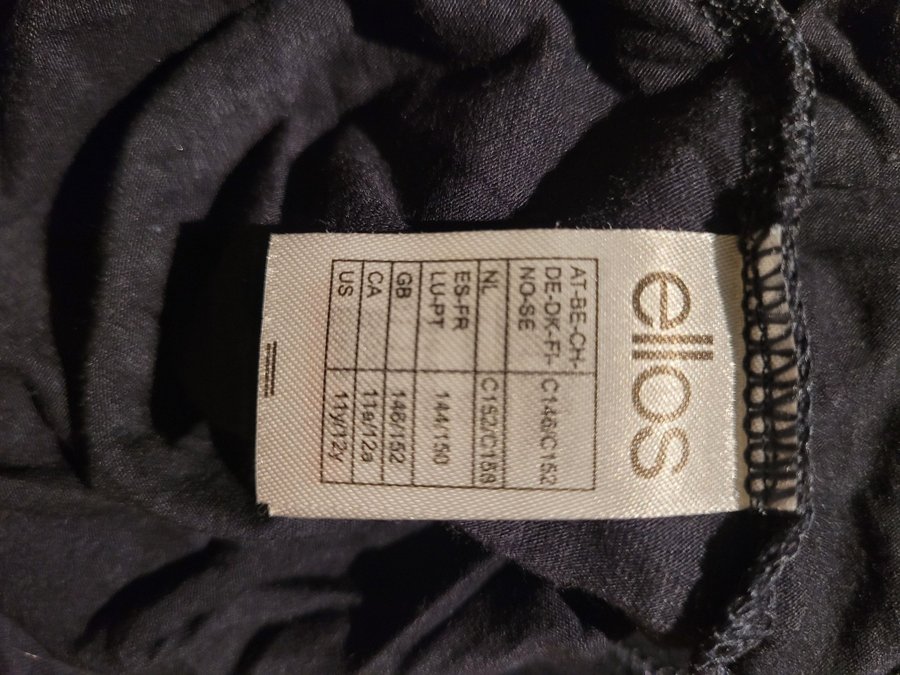 ellos
AT-BE-CH-
DE-DK-FI- C146/C152
NO-SE
NL C152/C158
ES-FR
LU-PT 144/150
GB 146/152
CA 11a/12a
US 11y/12y